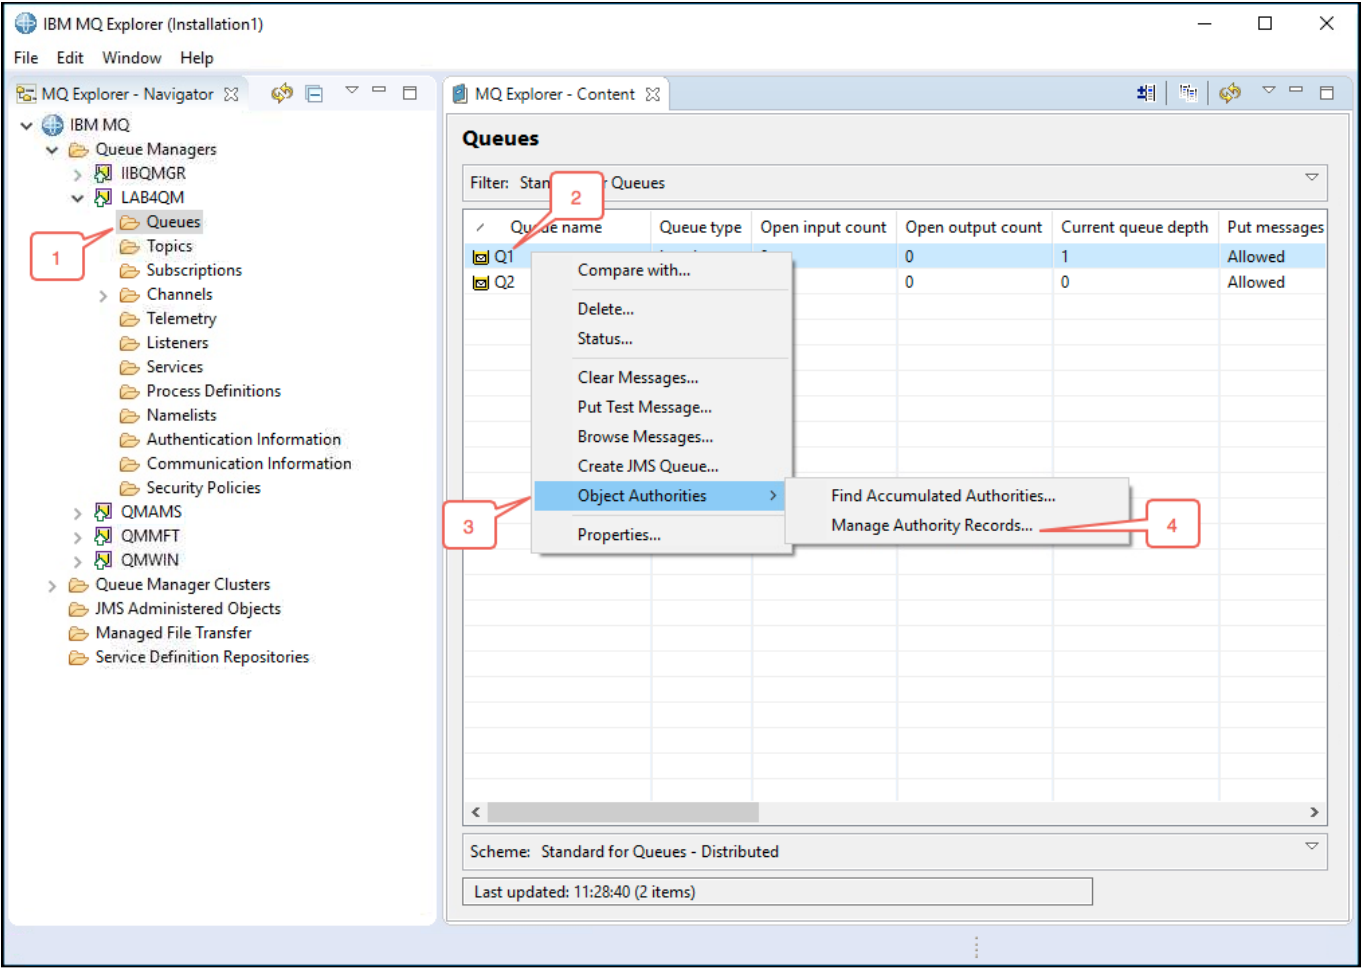 IBM MQ Explorer (Installation1)
File Edit Window Help
MQ Explorer - Navigator
IBM MQ
Queue Managers
IIBQMGR
LAB4QM
Queues
Topics
Subscriptions
Channels
Telemetry
Listeners
Services
Process Definitions
Namelists
Authentication Information
Communication Information
Security Policies
QMAMS
QMMFT
QMWIN
Queue Manager Clusters
JMS Administered Objects
Managed File Transfer
Service Definition Repositories
1
MQ Explorer - Content
Queues
Filter: Queues
2
Queue name Queue type Open input count Open output count Current queue depth Put messages
Q1 0 1 Allowed
Q2 0 0 Allowed
Compare with...
Delete...
Status...
Clear Messages...
Put Test Message...
Browse Messages...
Create JMS Queue...
Object Authorities
Properties...
3
Find Accumulated Authorities...
Manage Authority Records...
4
Scheme: Standard for Queues - Distributed
Last updated: 11:28:40 (2 items)